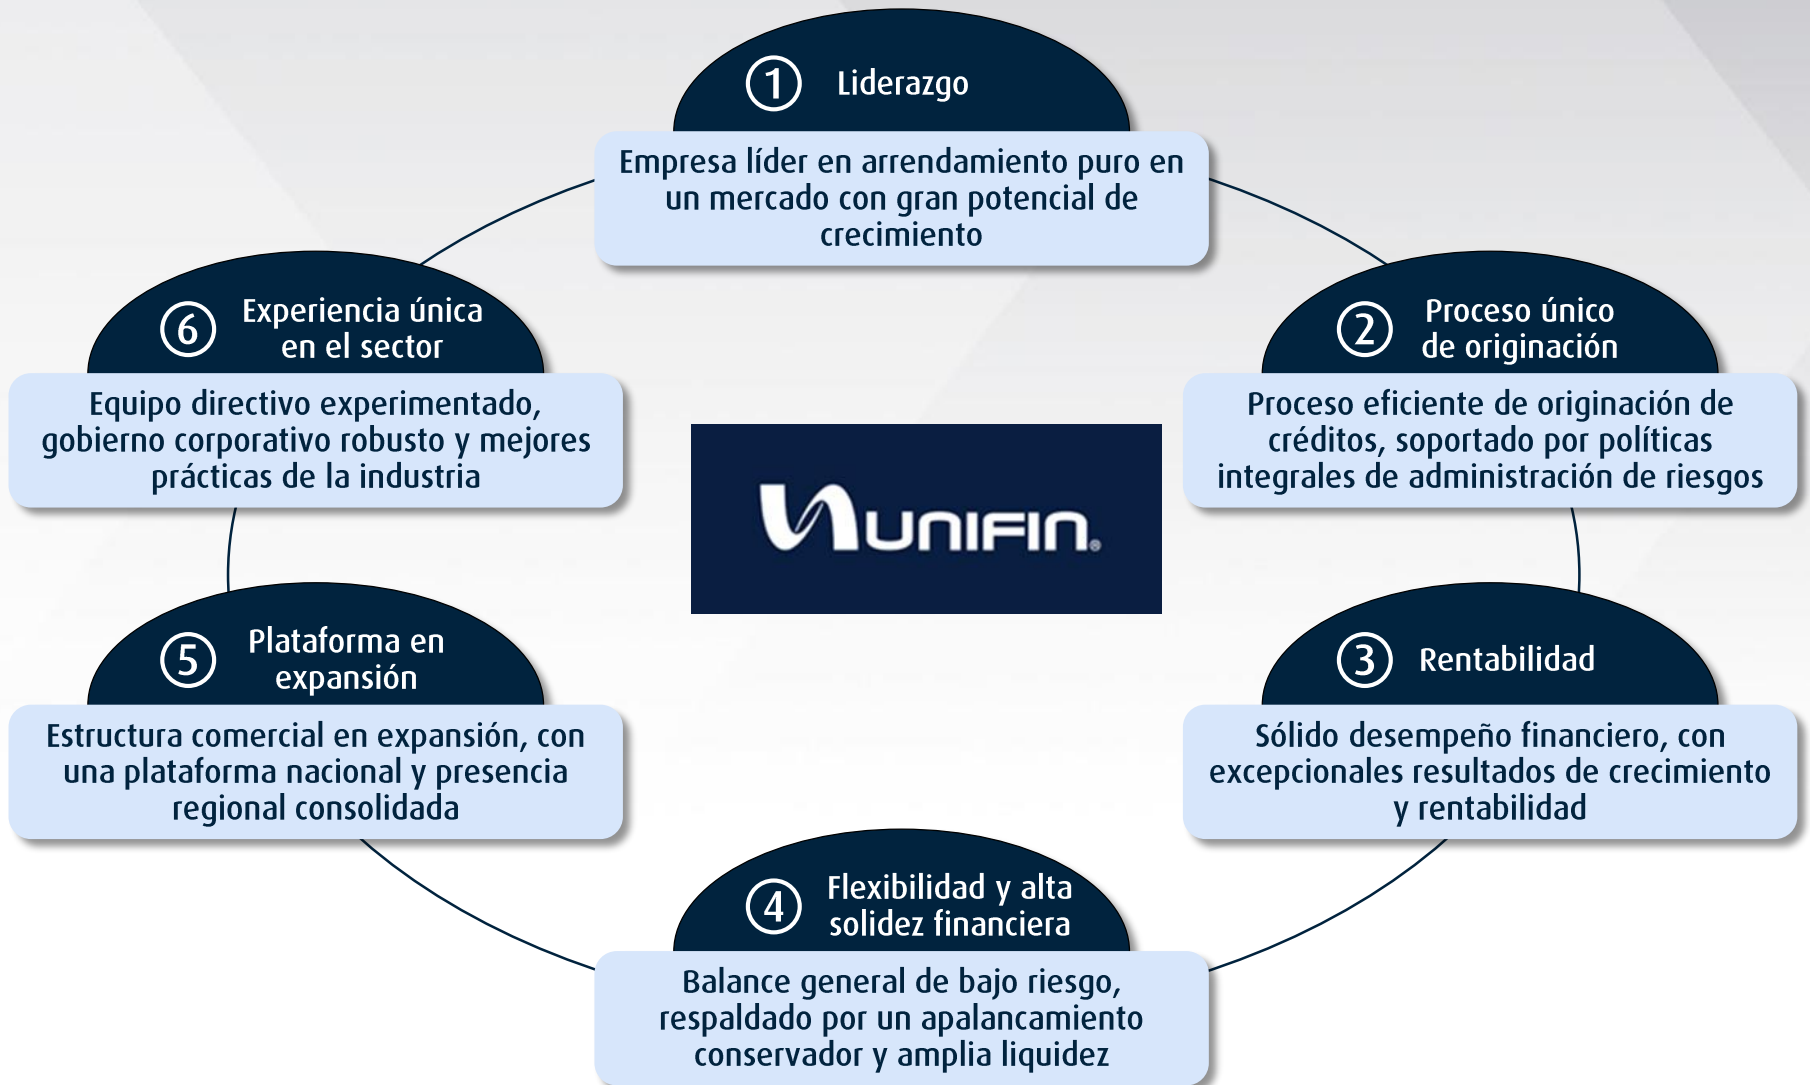 1 Liderazgo
Empresa líder en arrendamiento puro en
un mercado con gran potencial de
crecimiento
2 Proceso único
de originación
Proceso eficiente de originación de
créditos, soportado por políticas
integrales de administración de riesgos
3 Rentabilidad
Sólido desempeño financiero, con
excepcionales resultados de crecimiento
y rentabilidad
4 Flexibilidad y alta
solidez financiera
Balance general de bajo riesgo,
respaldado por un apalancamiento
conservador y amplia liquidez
5 Plataforma en
expansión
Estructura comercial en expansión, con
una plataforma nacional y presencia
regional consolidada
6 Experiencia única
en el sector
Equipo directivo experimentado,
gobierno corporativo robusto y mejores
prácticas de la industria
UNIFIN®